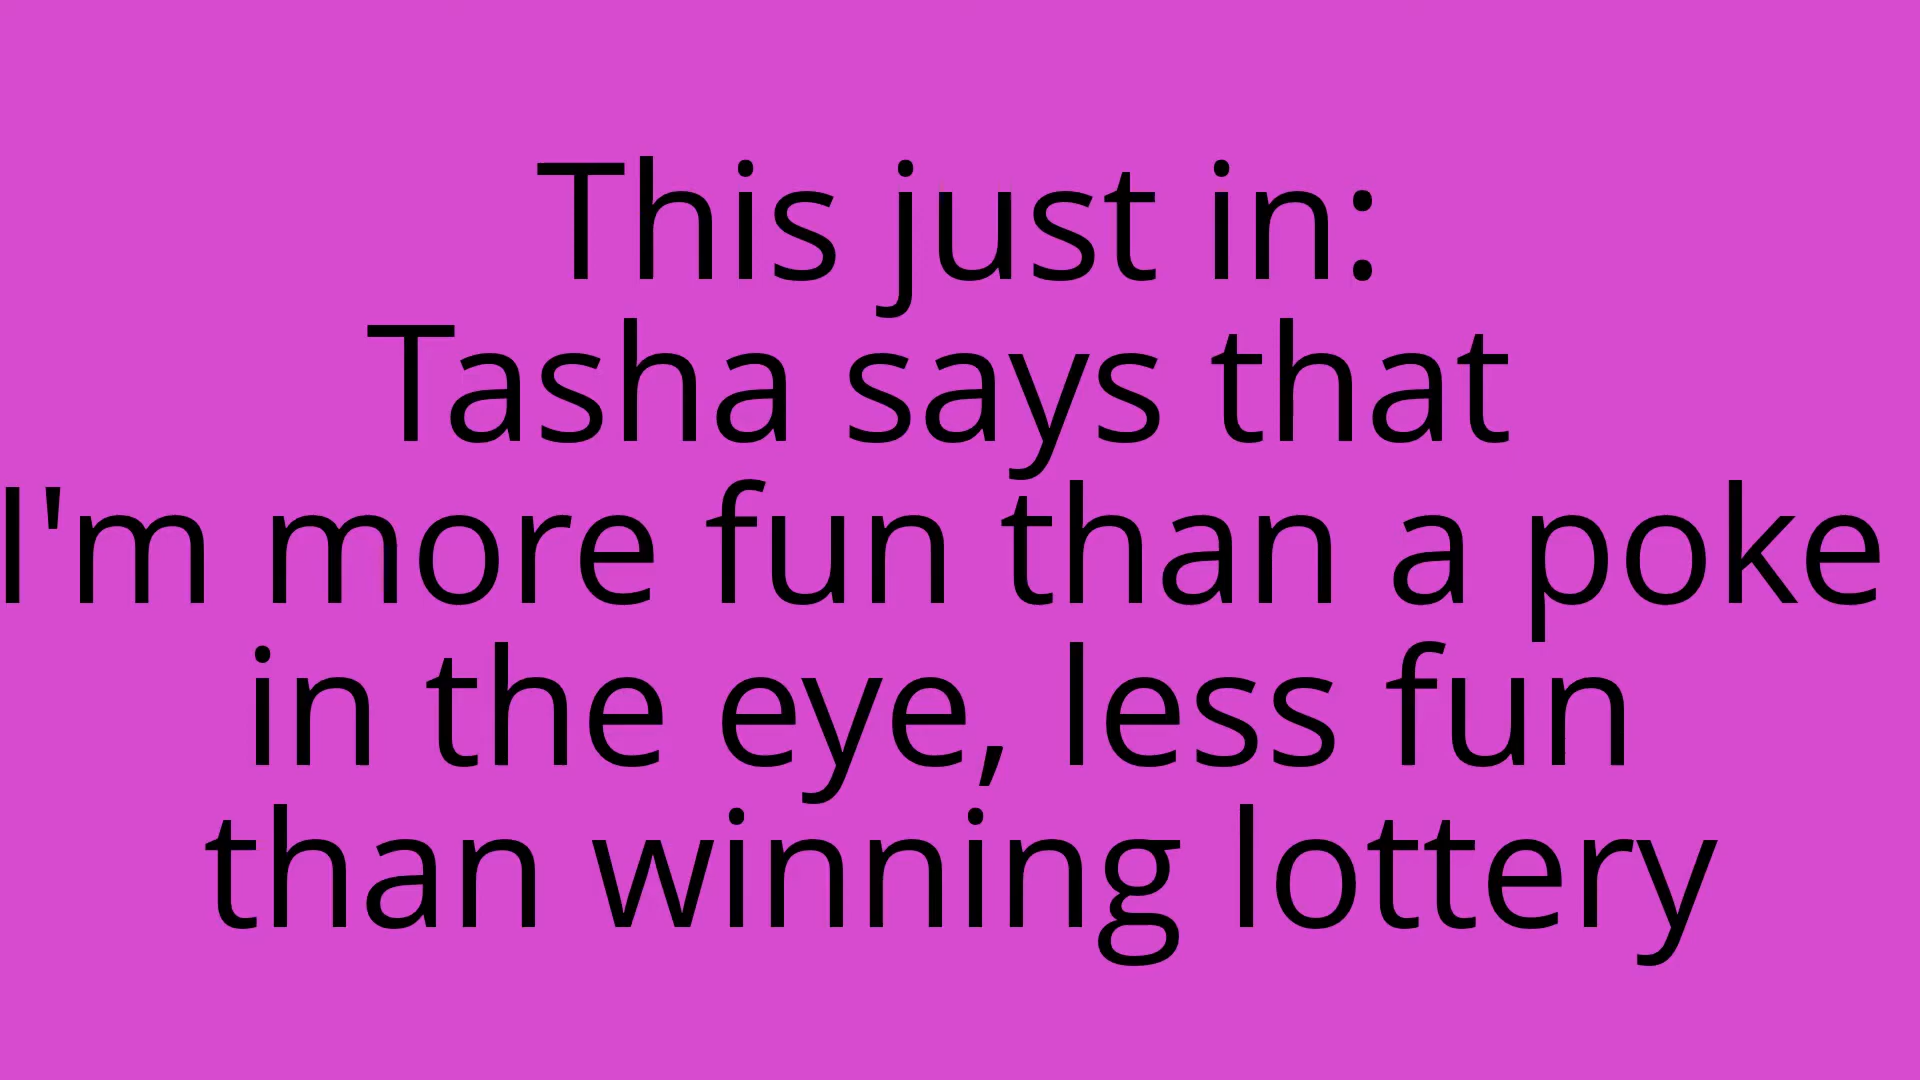 This just in:
Tasha says that
I'm more fun than a poke
in the eye, less fun
than winning lottery